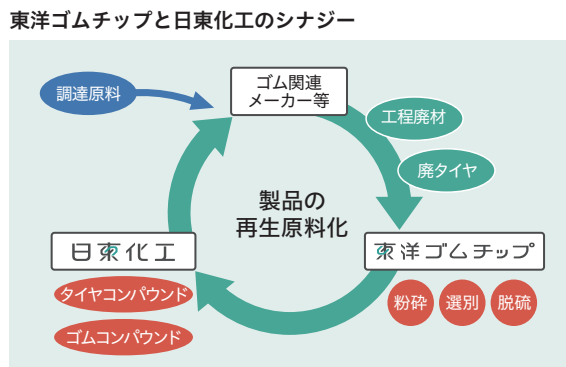 東洋ゴムチップと日東化工のシナジー
調達原料
ゴム関連
メーカー等
工程廃材
廃タイヤ
製品の
再生原料化
日東化工
東洋ゴムチップ
タイヤコンパウンド
ゴムコンパウンド
粉砕
選別
脱硫